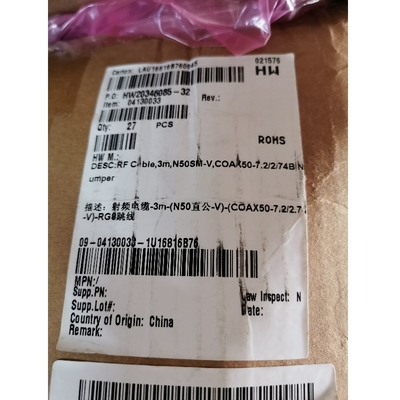 021576
HW
P.O: HW20346085-32
Item: 04130033
Rev.:
Qty: 27 PCS
ROHS
HW M.:
DESC:RF Cable,3m,N50SM-V,COAX50-7.2/2/74BIN
umper
描述: 射频电缆-3m-(N50直公-V)-(COAX50-7.2/2.7
-V)-RG8跳线
09-04130033-1U16816B76
MPN:/
Supp.PN:
Supp.Lot#:
Law Inspect: N
Country of Origin: China
Date:
Remark: